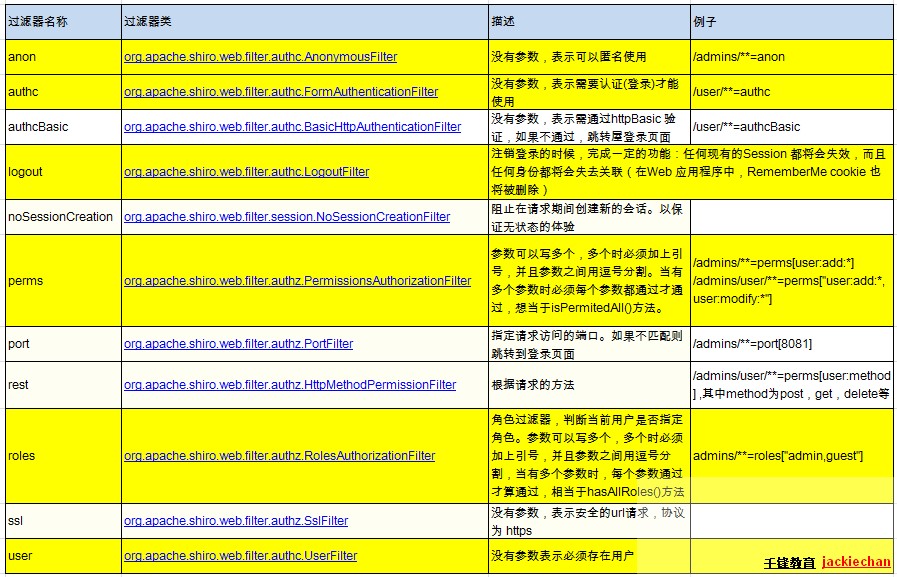 过滤器名称 过滤器类 描述 例子
anon org.apache.shiro.web.filter.authc.AnonymousFilter 没有参数，表示可以匿名使用 /admins/**=anon
authc org.apache.shiro.web.filter.authc.FormAuthenticationFilter 没有参数，表示需要认证(登录)才能
使用 /user/**=authc
authcBasic org.apache.shiro.web.filter.authc.BasicHttpAuthenticationFilter 没有参数，表示需通过httpBasic 验
证，如果不通过，跳转屋登录页面 /user/**=authcBasic
logout org.apache.shiro.web.filter.authc.LogoutFilter 注销登录的时候，完成一定的功能：任何现有的Session 都将会失效，而且
任何身份都将会失去关联（在Web 应用程序中，RememberMe cookie 也
将被删除）
noSessionCreation org.apache.shiro.web.filter.session.NoSessionCreationFilter 阻止在请求期间创建新的会话。以保
证无状态的体验
perms org.apache.shiro.web.filter.authz.PermissionsAuthorizationFilter 参数可以写多个，多个时必须加上引
号，并且参数之间用逗号分割。当有
多个参数时必须每个参数都通过才通
过，想当于isPermitedAll()方法。
/admins/**=perms[user:add:*]
/admins/user/**=perms["user:add:*,
user:modify:*"]
port org.apache.shiro.web.filter.authz.PortFilter 指定请求访问的端口。如果不匹配则
跳转到登录页面 /admins/**=port[8081]
rest org.apache.shiro.web.filter.authz.HttpMethodPermissionFilter 根据请求的方法 /admins/user/**=perms[user:method
] ,其中method为post，get，delete等
roles org.apache.shiro.web.filter.authz.RolesAuthorizationFilter 角色过滤器，判断当前用户是否指定
角色。参数可以写多个，多个时必须
加上引号，并且参数之间用逗号分
割，当有多个参数时，每个参数通过
才算通过，相当于hasAllRoles()方法
admins/**=roles["admin,guest"]
ssl org.apache.shiro.web.filter.authz.SslFilter 没有参数，表示安全的url请求，协议
为 https
user org.apache.shiro.web.filter.authc.UserFilter 没有参数表示必须存在用户
千锋教育 jackiechan